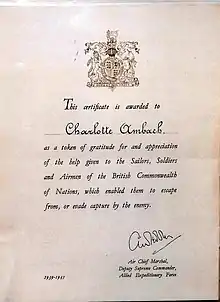 This certificate is awarded to
Charlotte Ambach.
as a token of gratitude for and appreciation
of the help given to the Sailors, Soldiers
and Airmen of the British Commonwealth
of Nations, which enabled them to escape
from, or evade capture by the enemy.
Air Chief Marshal,
Deputy Supreme Commander,
Allied Expeditionary Force
1939-1945